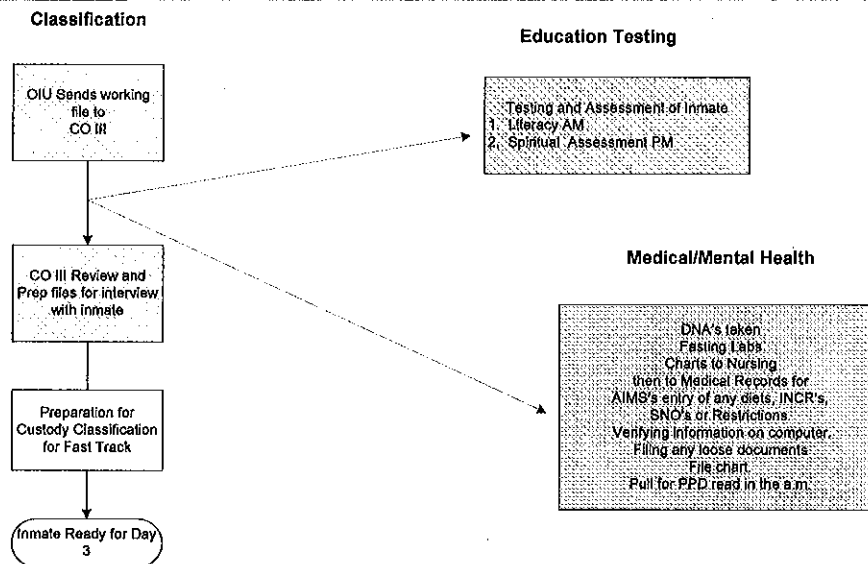 Classification
OIU Sends working
file to
CO III
CO III Review and
Prep files for interview
with inmate
Preparation for
Custody Classification
for Fast Track
Inmate Ready for Day
3
Education Testing
Testing and Assessment of Inmate
1. Literacy AM
2. Spiritual Assessment PM
Medical/Mental Health
DNA's taken
Fasting Labs
Charts to Nursing
then to Medical Records for
AIMS's entry of any diets, INCR's,
SNO's or Restrictions
Verifying Information on computer.
Filing any loose documents
File chart.
Pull for PPD read in the a.m.